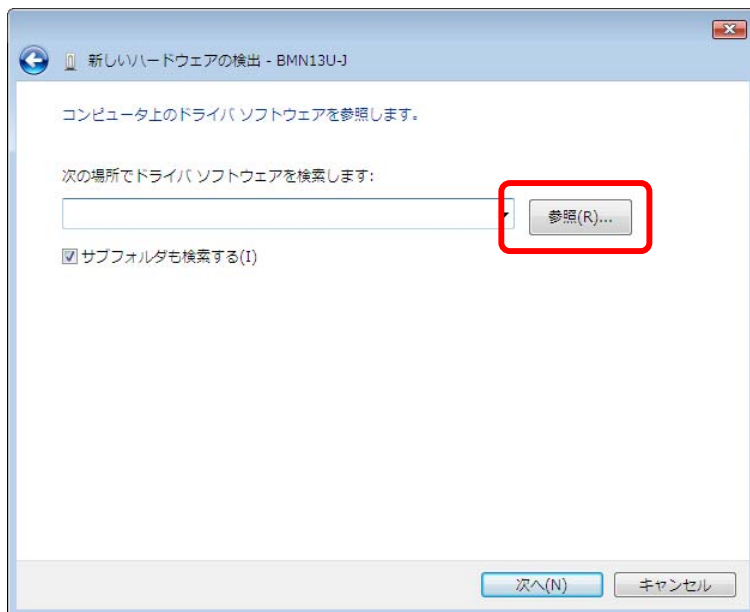 新しいハードウェアの検出 - BMN13U-J
コンピュータ上のドライバ ソフトウェアを参照します。
次の場所でドライバ ソフトウェアを検索します:
参照(R)...
サブフォルダも検索する(I)
次へ(N) キャンセル